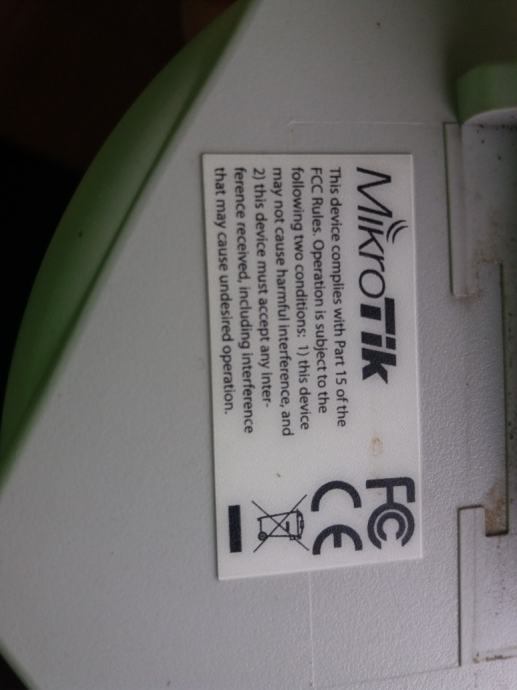 MikroTik
This device complies with Part 15 of the
FCC Rules. Operation is subject to the
following two conditions: 1) this device
may not cause harmful interference, and
2) this device must accept any inter-
ference received, including interference
that may cause undesired operation.
FC
CE